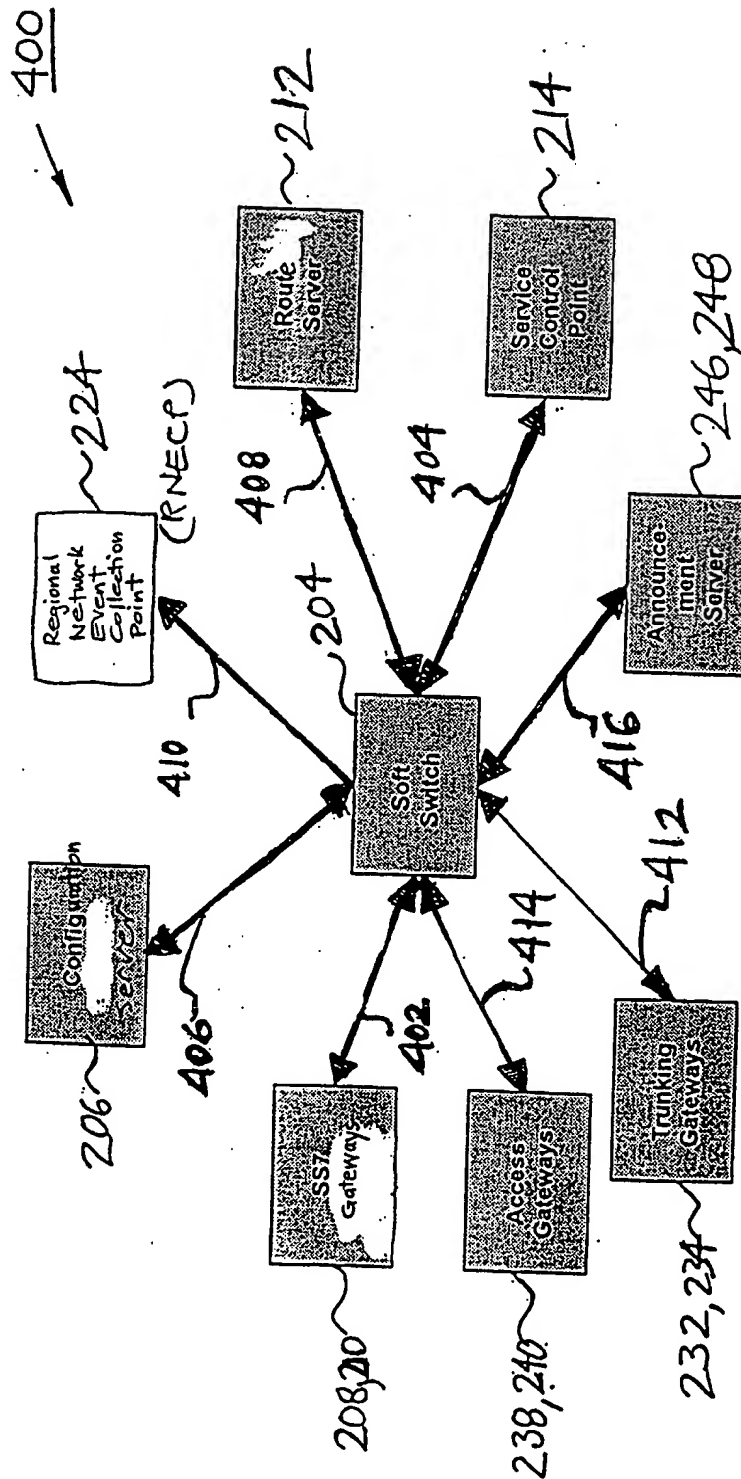 400
206
Configuration
server
406
Regional
Network
Event
Collection
Point
224
(RNECP)
410
Route
Server
212
408
Service
Control
Point
214
404
204
Soft
Switch
SS7
Gateways
208,210
402
Access
Gateways
238,240
414
Trunking
Gateways
232,234
412
Announce-
ment
Server
246,248
416